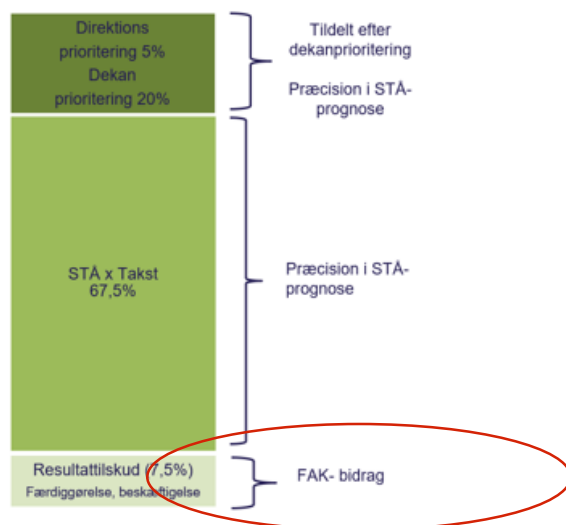 Direktions
prioritering 5%
Dekan
prioritering 20%
Tildelt efter
dekanprioritering
Præcision i STÅ-
prognose
STÅ x Takst
67,5%
Præcision i STÅ-
prognose
Resultattilskud (7,5%)
Færdiggørelse, beskæftigelse
FAK- bidrag